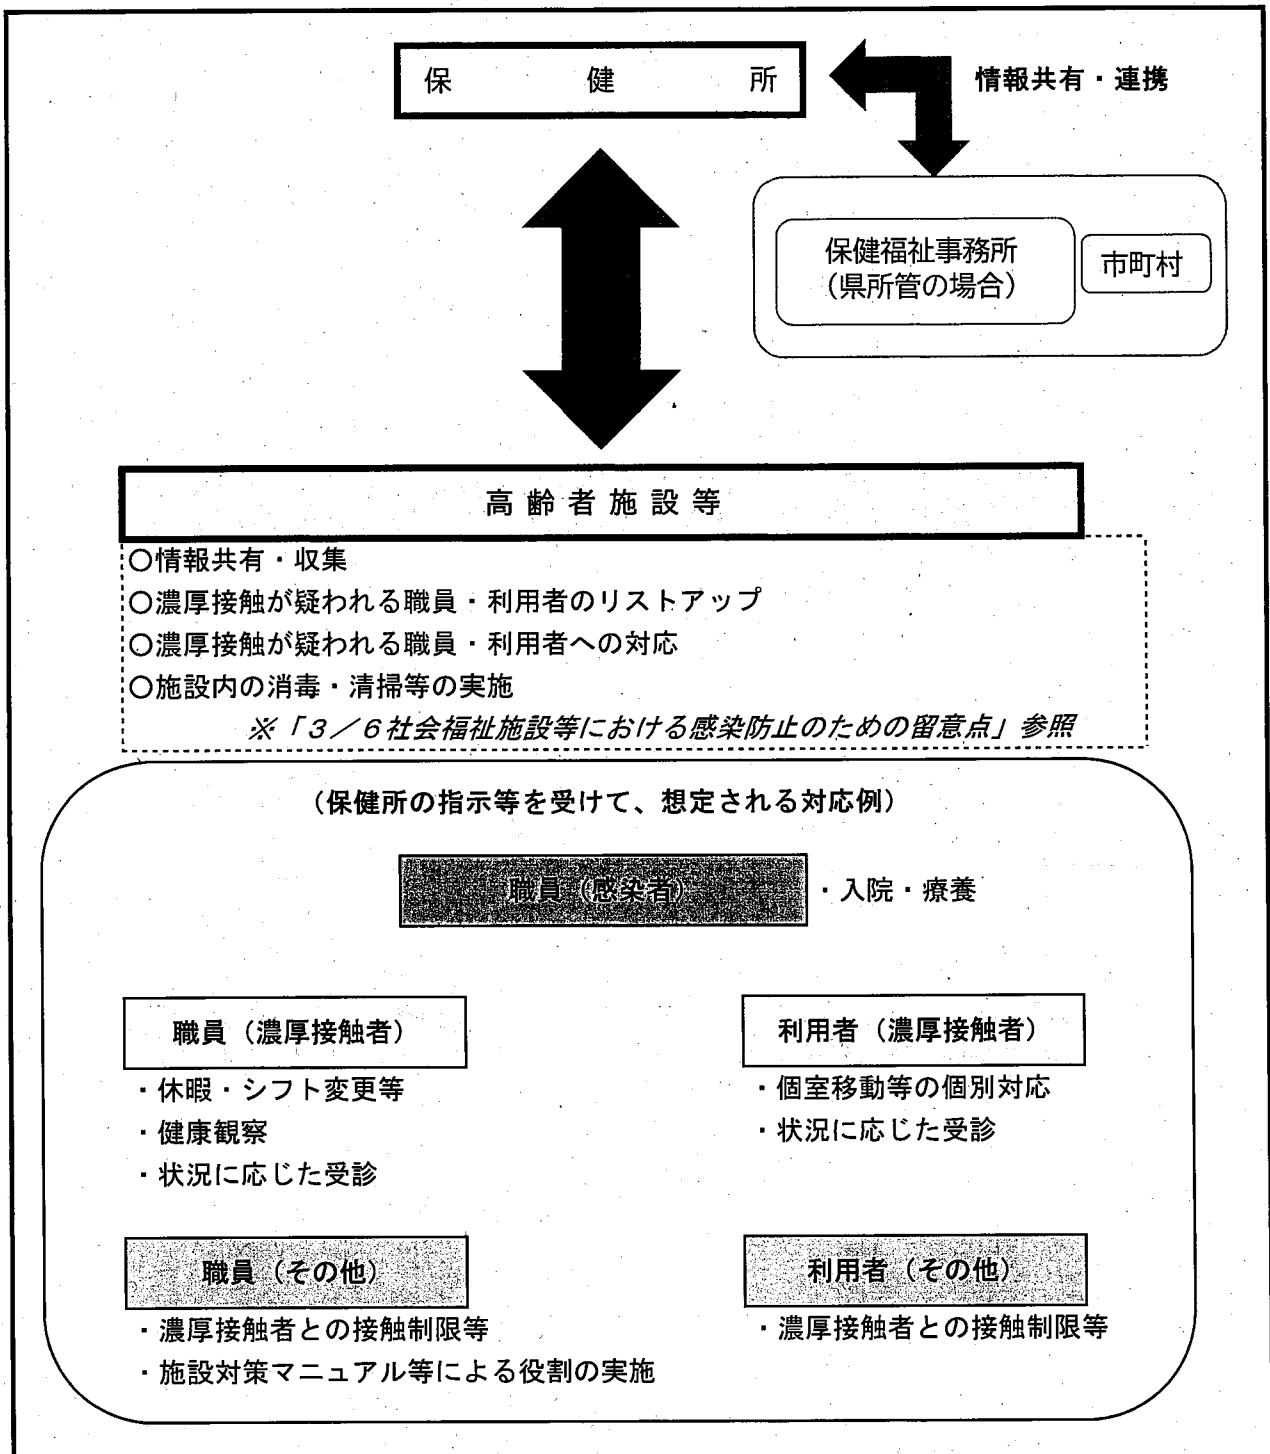 保健所
情報共有・連携
保健福祉事務所
（県所管の場合）
市町村
高齢者施設等
○情報共有・収集
○濃厚接触が疑われる職員・利用者のリストアップ
○濃厚接触が疑われる職員・利用者への対応
○施設内の消毒・清掃等の実施
※「３／６社会福祉施設等における感染防止のための留意点」参照
（保健所の指示等を受けて、想定される対応例）
職員（感染者）
・入院・療養
職員（濃厚接触者）
・休暇・シフト変更等
・健康観察
・状況に応じた受診
利用者（濃厚接触者）
・個室移動等の個別対応
・状況に応じた受診
職員（その他）
・濃厚接触者との接触制限等
・施設対策マニュアル等による役割の実施
利用者（その他）
・濃厚接触者との接触制限等